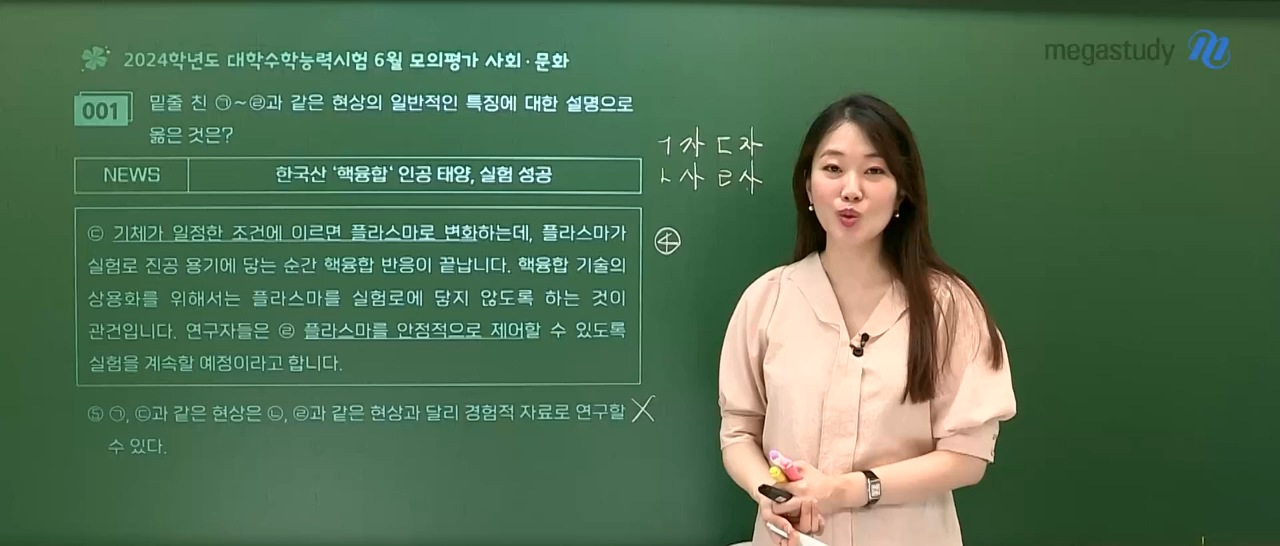 2024학년도 대학수학능력시험 6월 모의평가 사회·문화
megastudy
001
밑줄 친 ㉠~㉣과 같은 현상의 일반적인 특징에 대한 설명으로
옳은 것은?
ㄱ자 ㄷ자
ㄴ사 ㄹ사
NEWS 한국산 '핵융합' 인공 태양, 실험 성공
㉢ 기체가 일정한 조건에 이르면 플라스마로 변화하는데, 플라스마가
실험로 진공 용기에 닿는 순간 핵융합 반응이 끝납니다. 핵융합 기술의
상용화를 위해서는 플라스마를 실험로에 닿지 않도록 하는 것이
관건입니다. 연구자들은 ㉣ 플라스마를 안정적으로 제어할 수 있도록
실험을 계속할 예정이라고 합니다.
④
⑤ ㉠, ㉢과 같은 현상은 ㉡, ㉣과 같은 현상과 달리 경험적 자료로 연구할 X
수 있다.